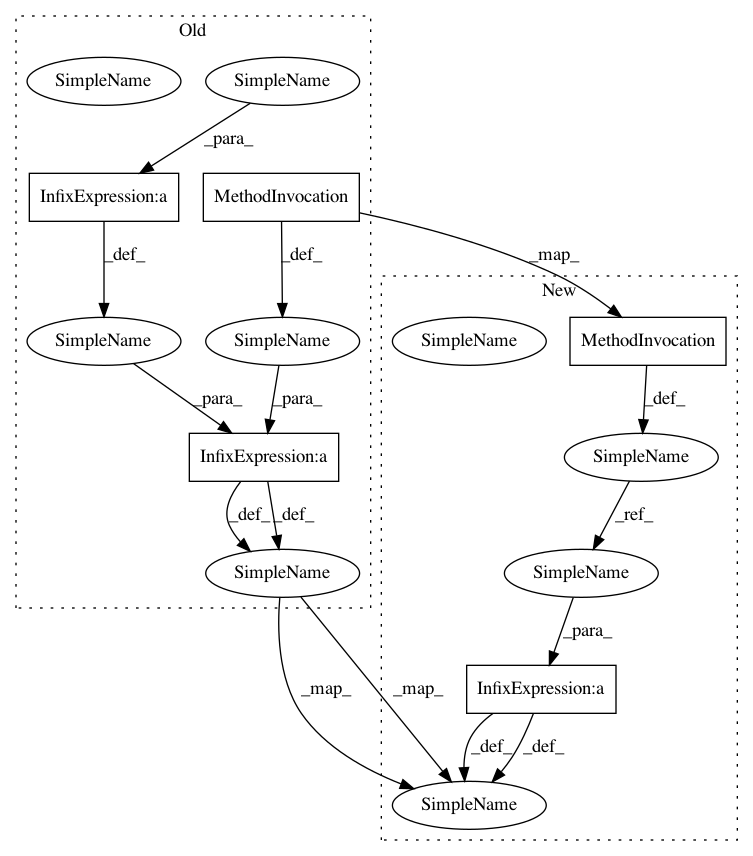 Old
SimpleName
SimpleName
_para_
InfixExpression:a
MethodInvocation
_def_
_def_
_map_
New
SimpleName
SimpleName
SimpleName
MethodInvocation
_para_
_para_
_def_
InfixExpression:a
SimpleName
_def_
_def_
_ref_
SimpleName
SimpleName
_para_
_map_
_map_
InfixExpression:a
_def_
_def_
SimpleName